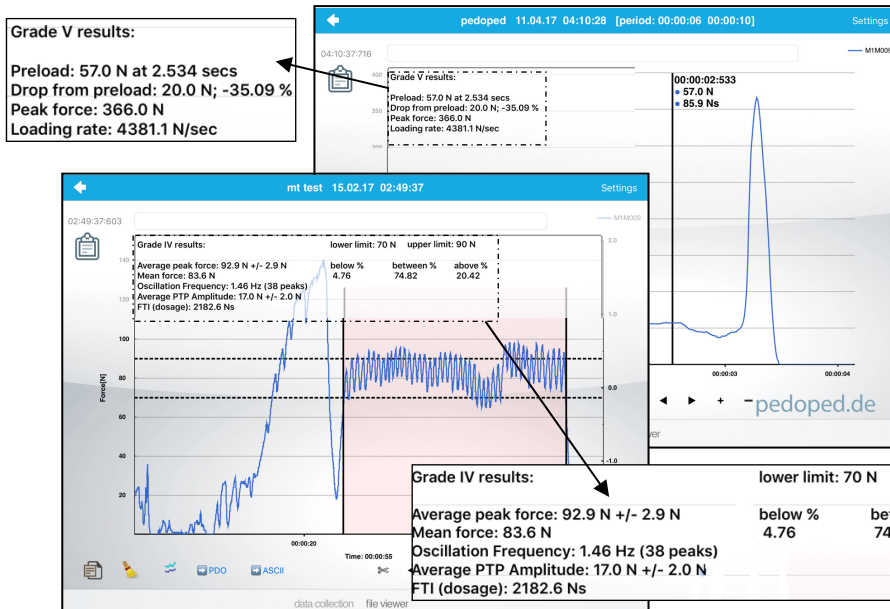 Grade V results:
Preload: 57.0 N at 2.534 secs
Drop from preload: 20.0 N; -35.09 %
Peak force: 366.0 N
Loading rate: 4381.1 N/sec
pedoped 11.04.17 04:10:28 [period: 00:00:06 00:00:10]
Settings
04:10:37:716
M1M009
400
350
300
Grade V results:
Preload: 57.0 N at 2.534 secs
Drop from preload: 20.0 N; -35.09 %
Peak force: 366.0 N
Loading rate: 4381.1 N/sec
00:00:02:533
57.0 N
85.9 Ns
00:00:03
00:00:04
+ -
pedoped.de
mt test 15.02.17 02:49:37
Settings
02:49:37:603
M1M009
Grade IV results: lower limit: 70 N upper limit: 90 N
Average peak force: 92.9 N +/- 2.9 N below % between % above %
Mean force: 83.6 N 4.76 74.82 20.42
Oscillation Frequency: 1.46 Hz (38 peaks)
Average PTP Amplitude: 17.0 N +/- 2.0 N
FTI (dosage): 2182.6 Ns
140
120
100
80
60
40
20
Force[N]
2.0
1.0
0.0
-1.0
00:00:20
Time: 00:00:55
PDO
ASCII
data collection file viewer
Grade IV results: lower limit: 70 N
Average peak force: 92.9 N +/- 2.9 N below %
Mean force: 83.6 N 4.76 74
Oscillation Frequency: 1.46 Hz (38 peaks)
Average PTP Amplitude: 17.0 N +/- 2.0 N
FTI (dosage): 2182.6 Ns